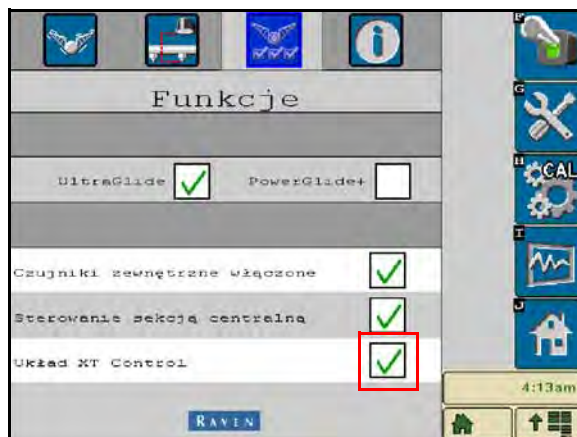 F
Funkcje
G
UltraGlide PowerGlide+
H CAL
Czujniki zewnętrzne włączone
I
Sterowanie sekcją centralną
Układ XT Control
J
4:13am
RAVEN